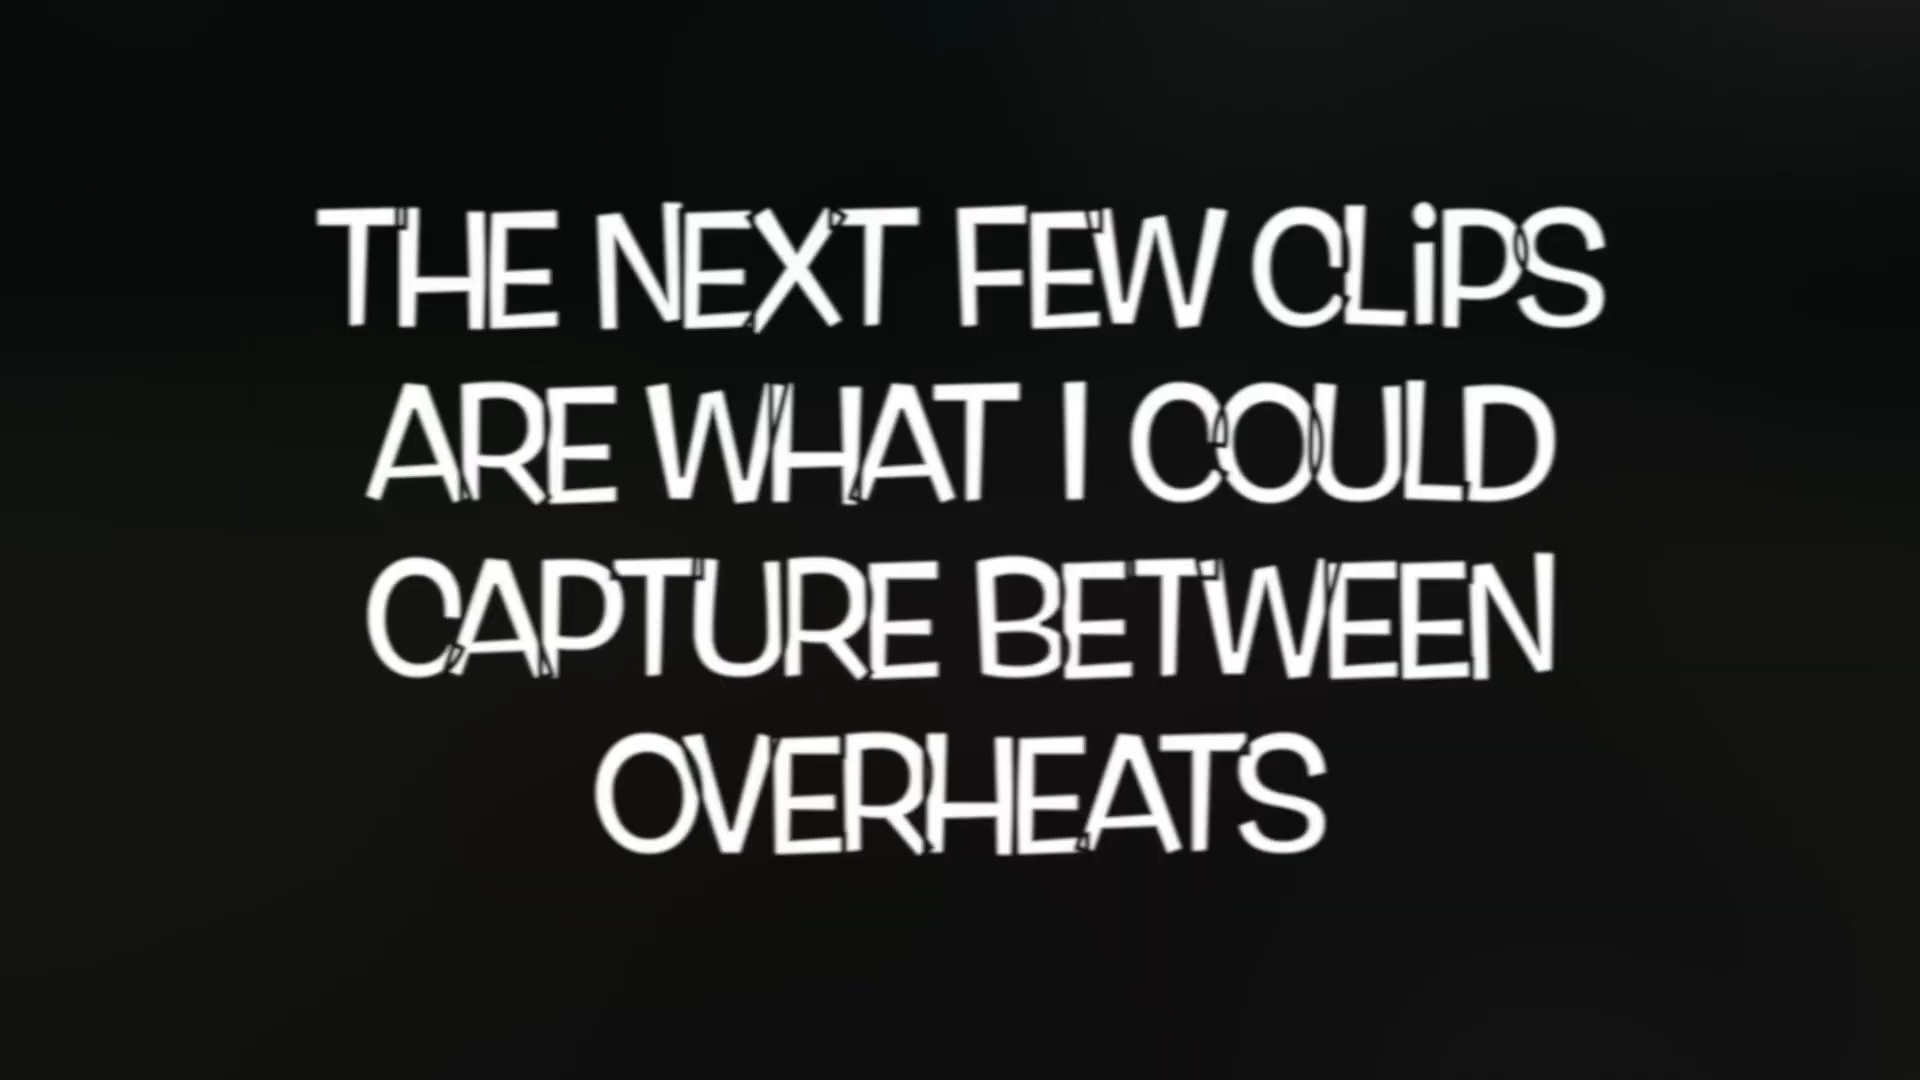 THE NEXT FEW CLiPS
ARE WHAT I COULD
CAPTURE BETWEEN
OVERHEATS